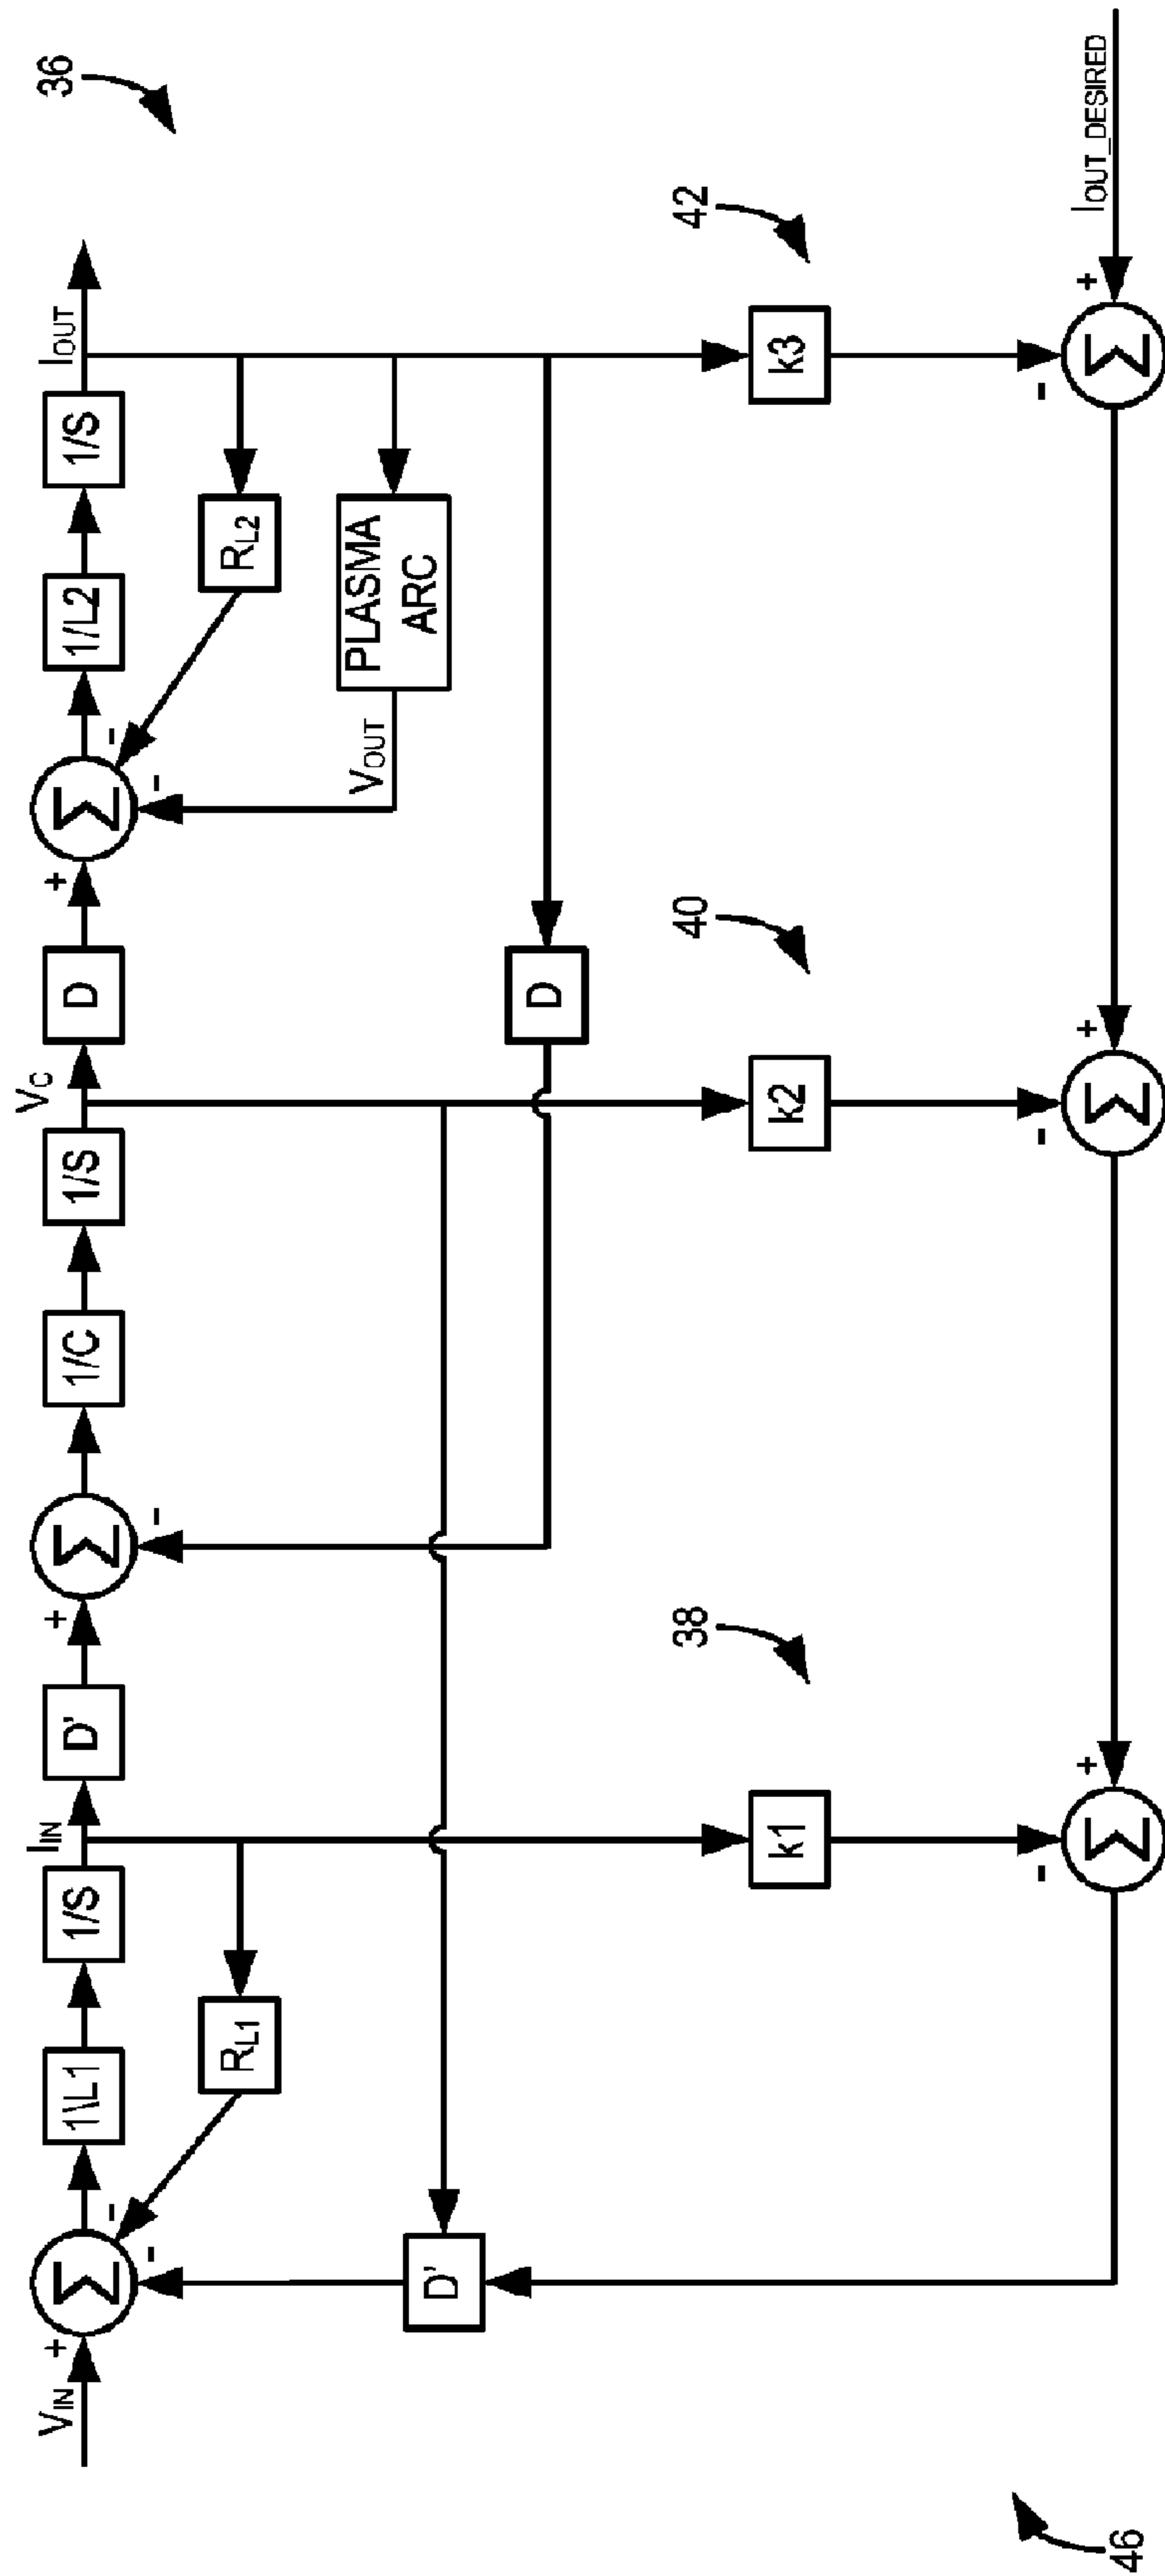 36
V_IN
+
Σ
-
-
1\L1
1/S
I_IN
D'
+
Σ
-
1/C
1/S
V_C
D
+
Σ
-
-
1/L2
1/S
I_OUT
R_L1
R_L2
PLASMA
ARC
V_OUT
D'
D
38
40
42
k1
k2
k3
-
+
Σ
-
+
Σ
-
+
Σ
I_OUT_DESIRED
46